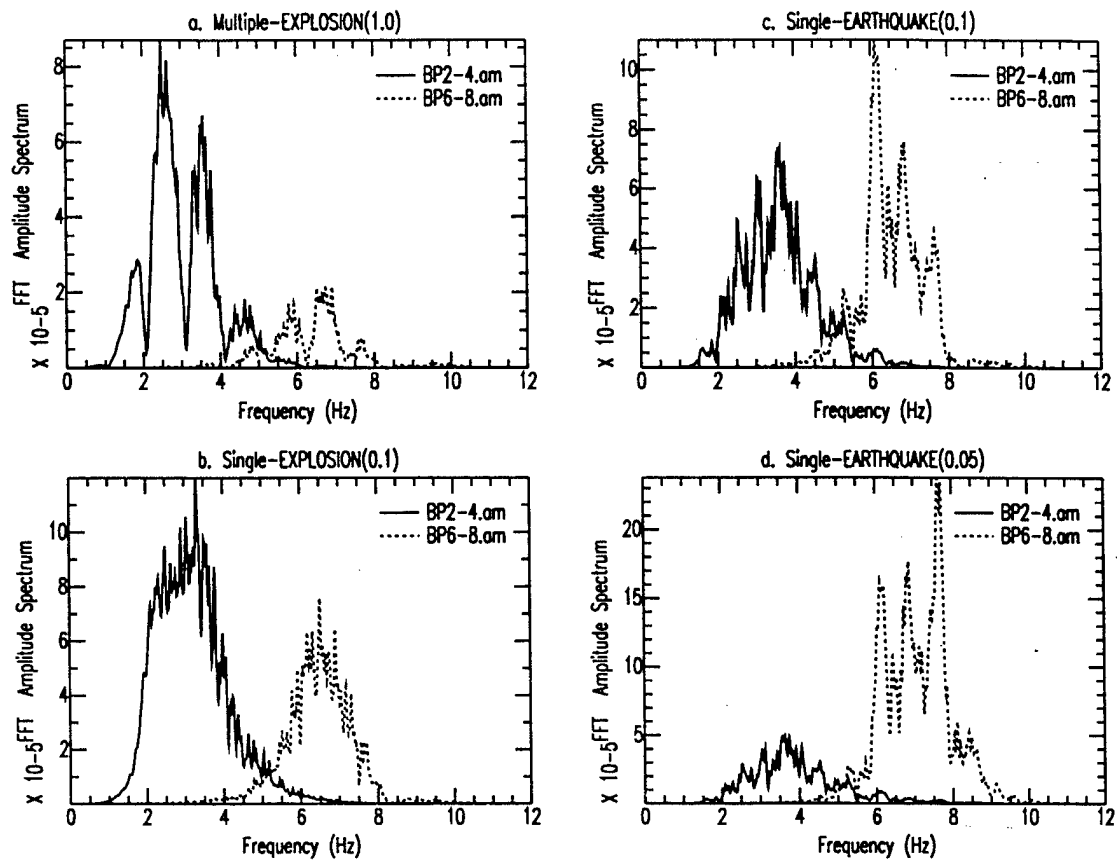 a. Multiple-EXPLOSION(1.0)
BP2-4.am
BP6-8.am
X 10-5 FFT Amplitude Spectrum
8
6
4
2
0 2 4 6 8 10 12
Frequency (Hz)
c. Single-EARTHQUAKE(0.1)
BP2-4.am
BP6-8.am
X 10-5 FFT Amplitude Spectrum
10
8
6
4
2
0 2 4 6 8 10 12
Frequency (Hz)
b. Single-EXPLOSION(0.1)
BP2-4.am
BP6-8.am
X 10-5 FFT Amplitude Spectrum
10
8
6
4
2
0 2 4 6 8 10 12
Frequency (Hz)
d. Single-EARTHQUAKE(0.05)
BP2-4.am
BP6-8.am
X 10-5 FFT Amplitude Spectrum
20
15
10
5
0 2 4 6 8 10 12
Frequency (Hz)